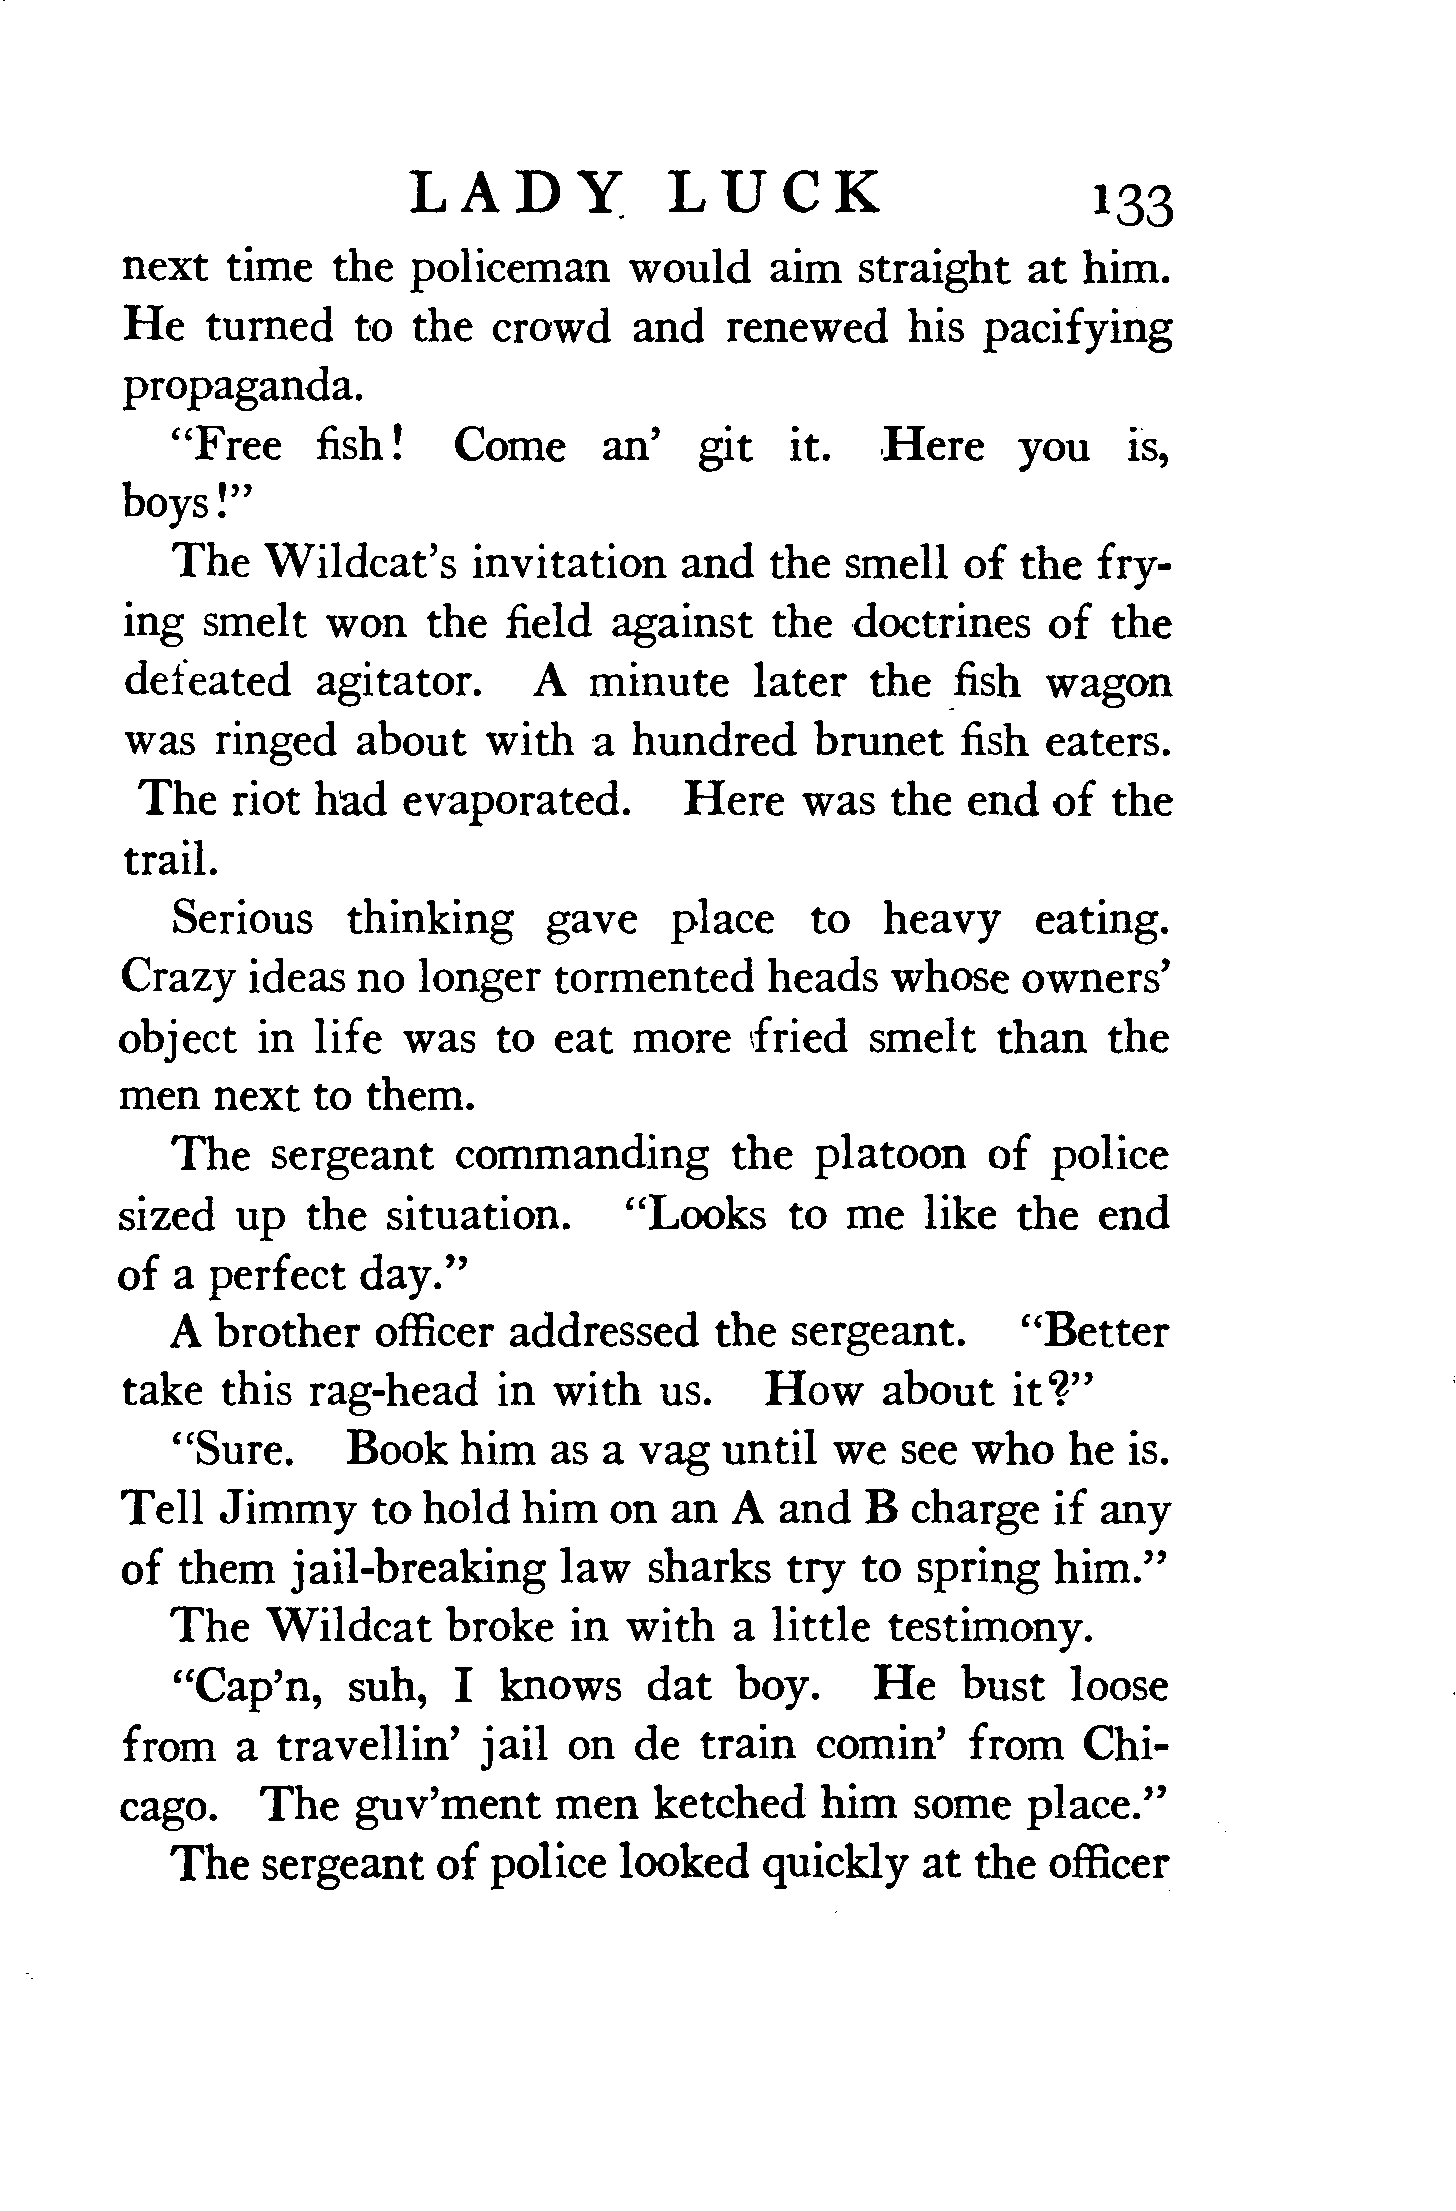 LADY LUCK 133
next time the policeman would aim straight at him.
He turned to the crowd and renewed his pacifying
propaganda.
“Free fish! Come an’ git it. Here you is,
boys!”
The Wildcat’s invitation and the smell of the fry-
ing smelt won the field against the doctrines of the
defeated agitator. A minute later the fish wagon
was ringed about with a hundred brunet fish eaters.
The riot had evaporated. Here was the end of the
trail.
Serious thinking gave place to heavy eating.
Crazy ideas no longer tormented heads whose owners’
object in life was to eat more fried smelt than the
men next to them.
The sergeant commanding the platoon of police
sized up the situation. “Looks to me like the end
of a perfect day.”
A brother officer addressed the sergeant. “Better
take this rag-head in with us. How about it?”
“Sure. Book him as a vag until we see who he is.
Tell Jimmy to hold him on an A and B charge if any
of them jail-breaking law sharks try to spring him.”
The Wildcat broke in with a little testimony.
“Cap’n, suh, I knows dat boy. He bust loose
from a travellin’ jail on de train comin’ from Chi-
cago. The guv’ment men ketched him some place.”
The sergeant of police looked quickly at the officer